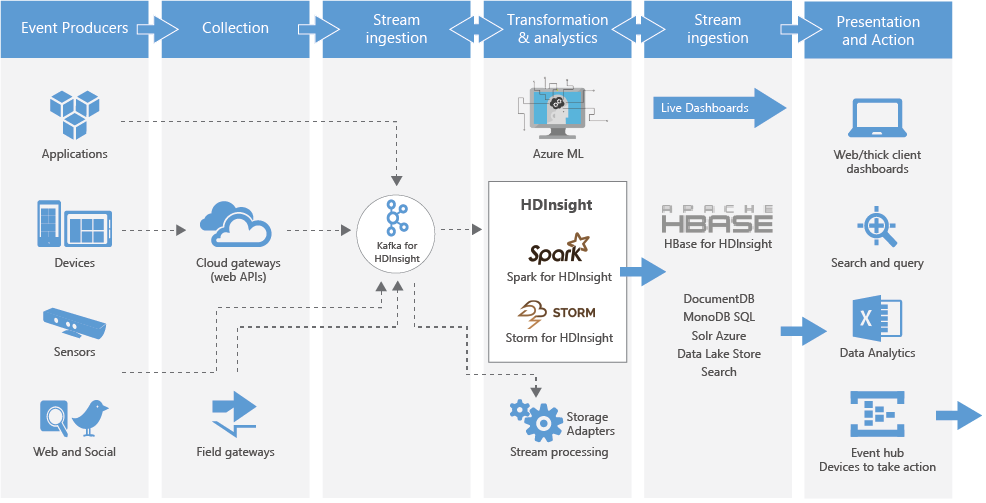 Event Producers
Collection
Stream
ingestion
Transformation
& analystics
Stream
ingestion
Presentation
and Action
Applications
Devices
Sensors
Web and Social
Cloud gateways
(web APIs)
Field gateways
Kafka for
HDInsight
Azure ML
HDInsight
Spark
Spark for HDInsight
STORM
Storm for HDInsight
Storage
Adapters
Stream processing
Live Dashboards
APACHE
HBASE
HBase for HDInsight
DocumentDB
MonoDB SQL
Solr Azure
Data Lake Store
Search
Web/thick client
dashboards
Search and query
X
Data Analytics
Event hub
Devices to take action